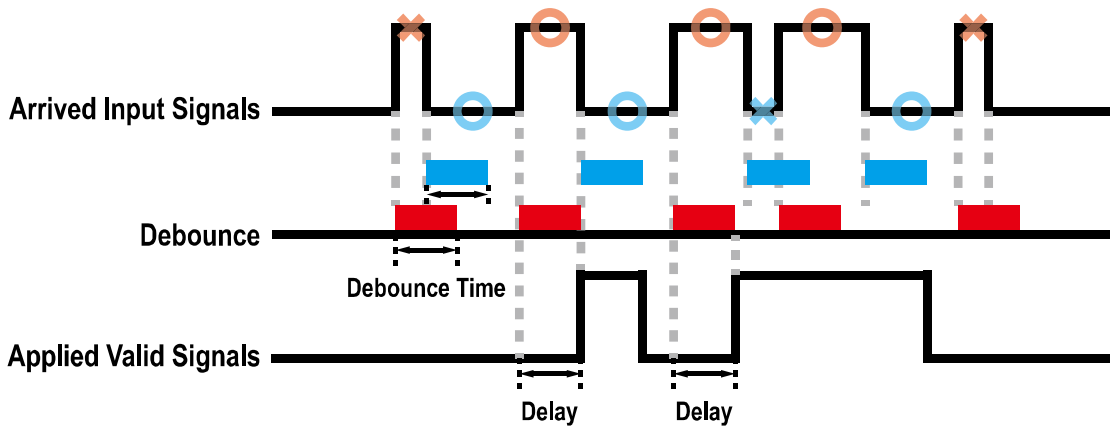 Arrived Input Signals
Debounce
Debounce Time
Applied Valid Signals
Delay
Delay